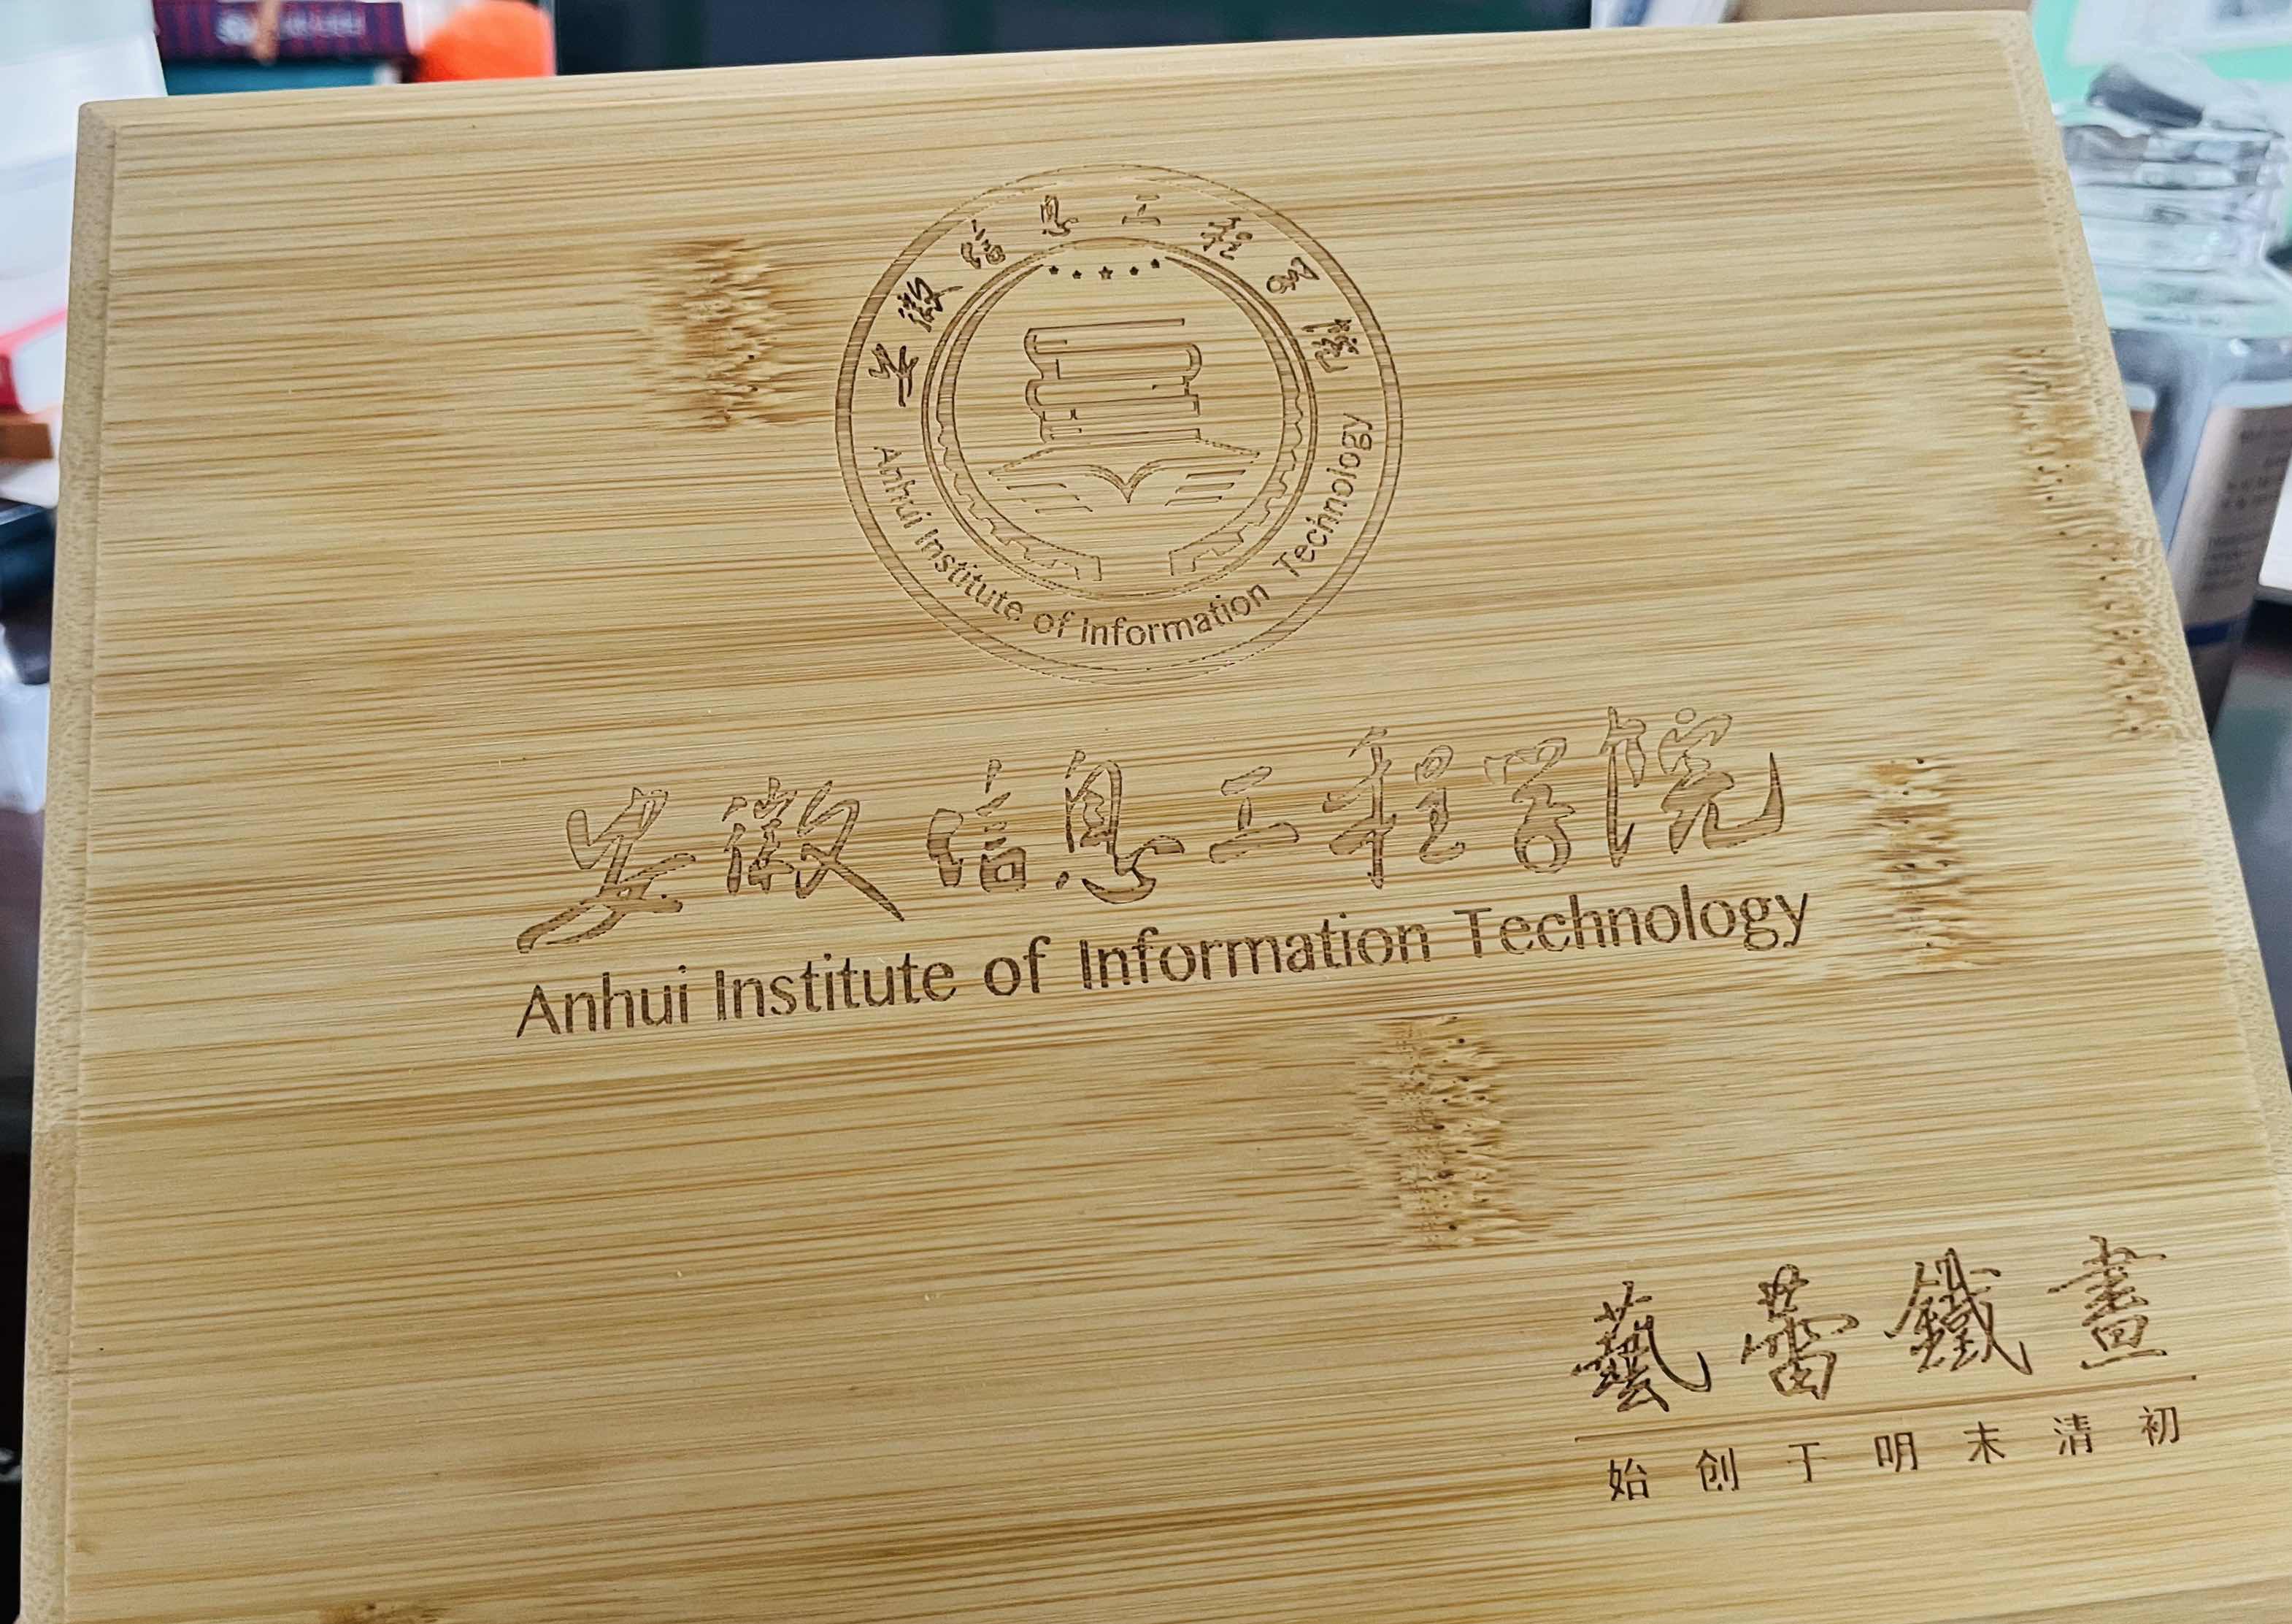 安徽信息工程学院
Anhui Institute of Information Technology
安徽信息工程学院
Anhui Institute of Information Technology
藝蕾鐵畫
始创于明末清初